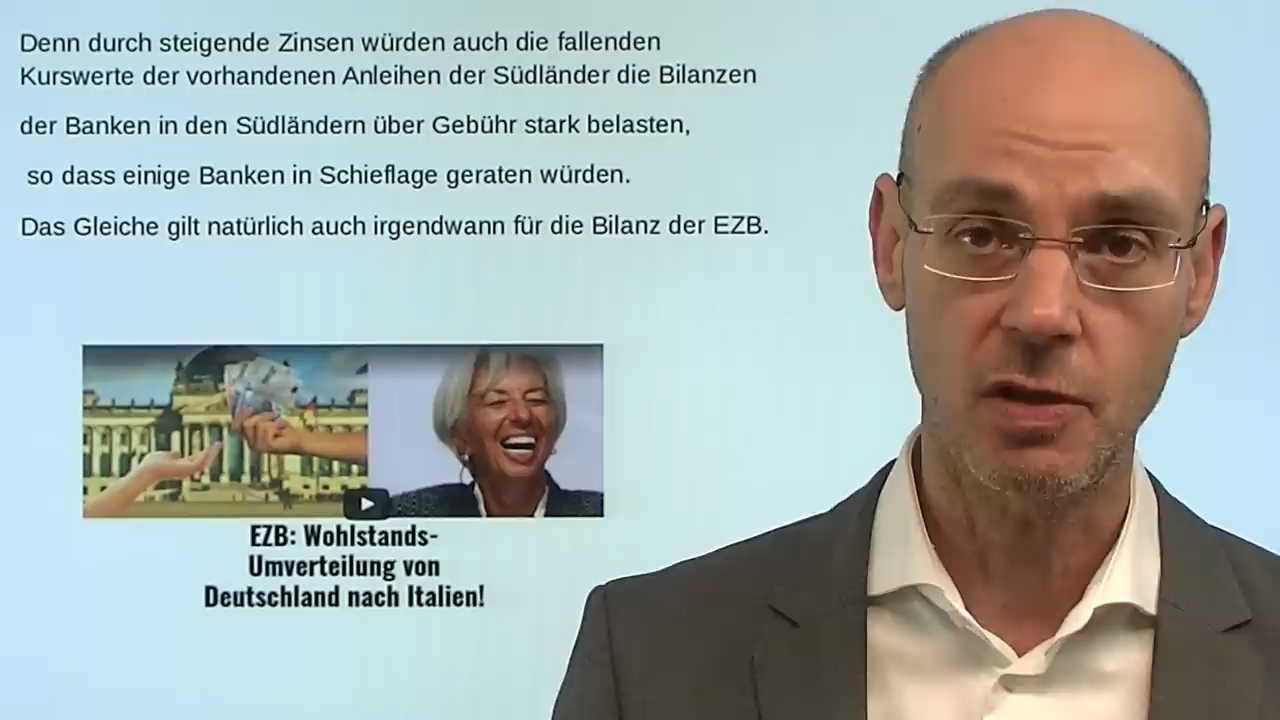 Denn durch steigende Zinsen würden auch die fallenden
Kurswerte der vorhandenen Anleihen der Südländer die Bilanzen
der Banken in den Südländern über Gebühr stark belasten,
so dass einige Banken in Schieflage geraten würden.
Das Gleiche gilt natürlich auch irgendwann für die Bilanz der EZB.
EZB: Wohlstands-
Umverteilung von
Deutschland nach Italien!